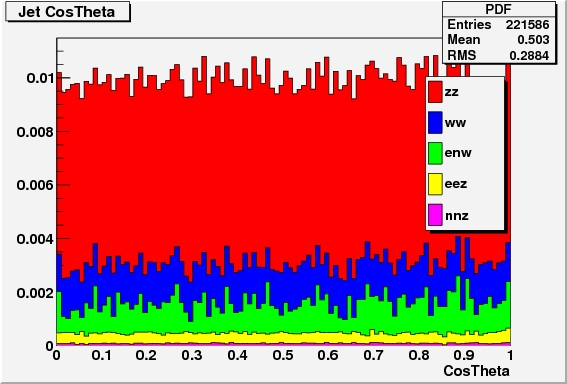 Jet CosTheta
PDF
Entries 221586
Mean 0.503
RMS 0.2884
0.01
0.008
0.006
0.004
0.002
0
zz
ww
enw
eez
nnz
0 0.1 0.2 0.3 0.4 0.5 0.6 0.7 0.8 0.9 1
CosTheta